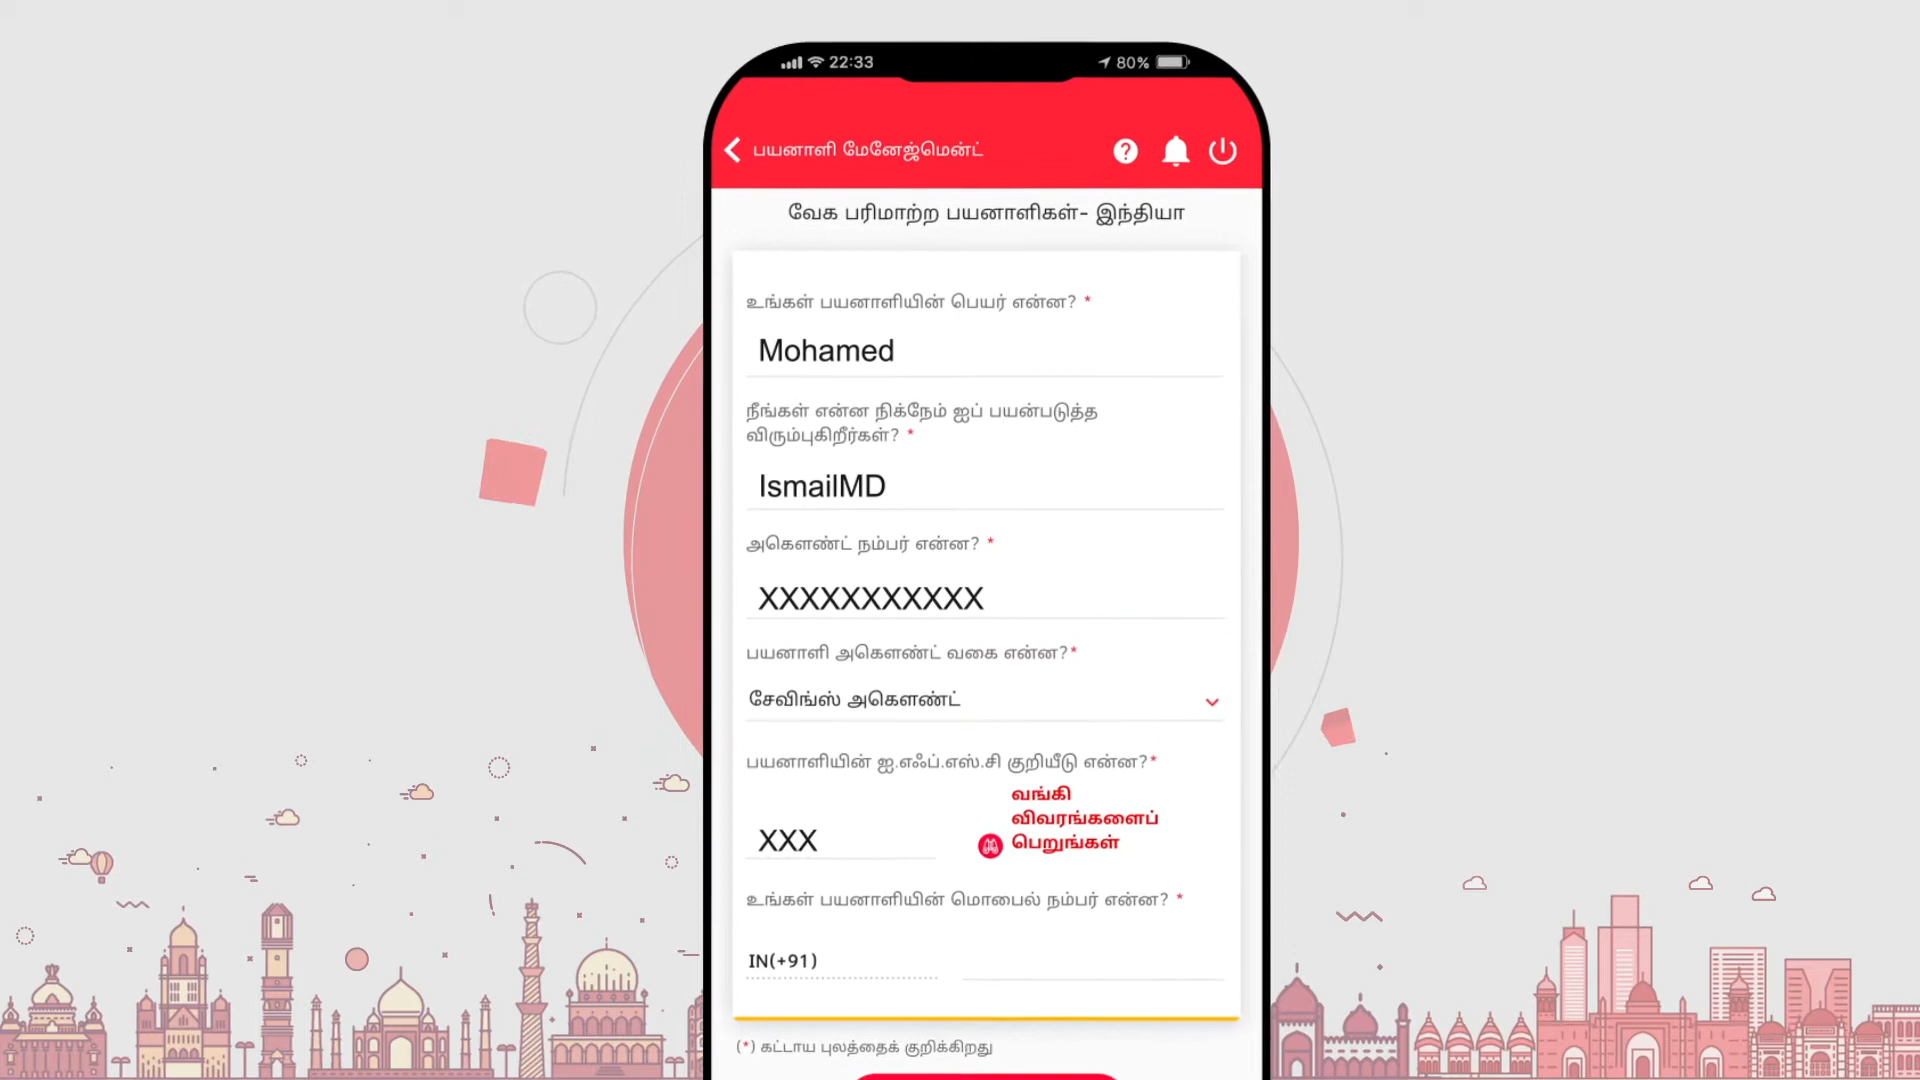 22:33
80%
பயனாளி மேனேஜ்மென்ட்
வேக பரிமாற்ற பயனாளிகள்- இந்தியா
உங்கள் பயனாளியின் பெயர் என்ன? *
Mohamed
நீங்கள் என்ன நிக்நேம் ஐப் பயன்படுத்த
விரும்புகிறீர்கள்? *
IsmailMD
அகௌண்ட் நம்பர் என்ன? *
XXXXXXXXXXX
பயனாளி அகௌண்ட் வகை என்ன?*
சேவிங்ஸ் அகௌண்ட்
பயனாளியின் ஐ.எஃப்.எஸ்.சி குறியீடு என்ன?*
வங்கி
விவரங்களைப்
பெறுங்கள்
XXX
உங்கள் பயனாளியின் மொபைல் நம்பர் என்ன? *
IN(+91)
(*) கட்டாய புலத்தைக் குறிக்கிறது